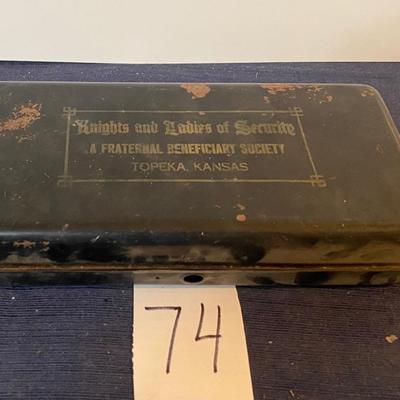 Knights and Ladies of Security
A FRATERNAL BENEFICIARY SOCIETY
TOPEKA, KANSAS
74